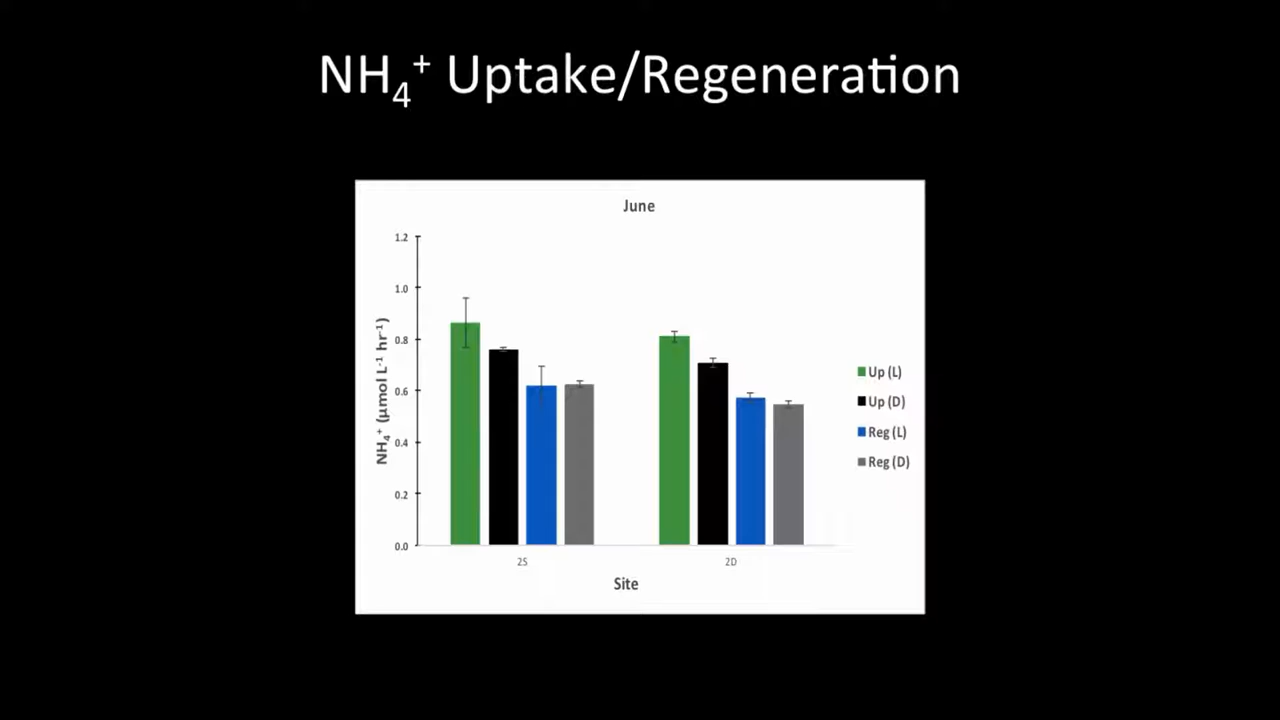 NH₄⁺ Uptake/Regeneration
June
1.2
1.0
0.8
0.6
0.4
0.2
0.0
NH₄⁺ (µmol L⁻¹ hr⁻¹)
2S
2D
Site
Up (L)
Up (D)
Reg (L)
Reg (D)